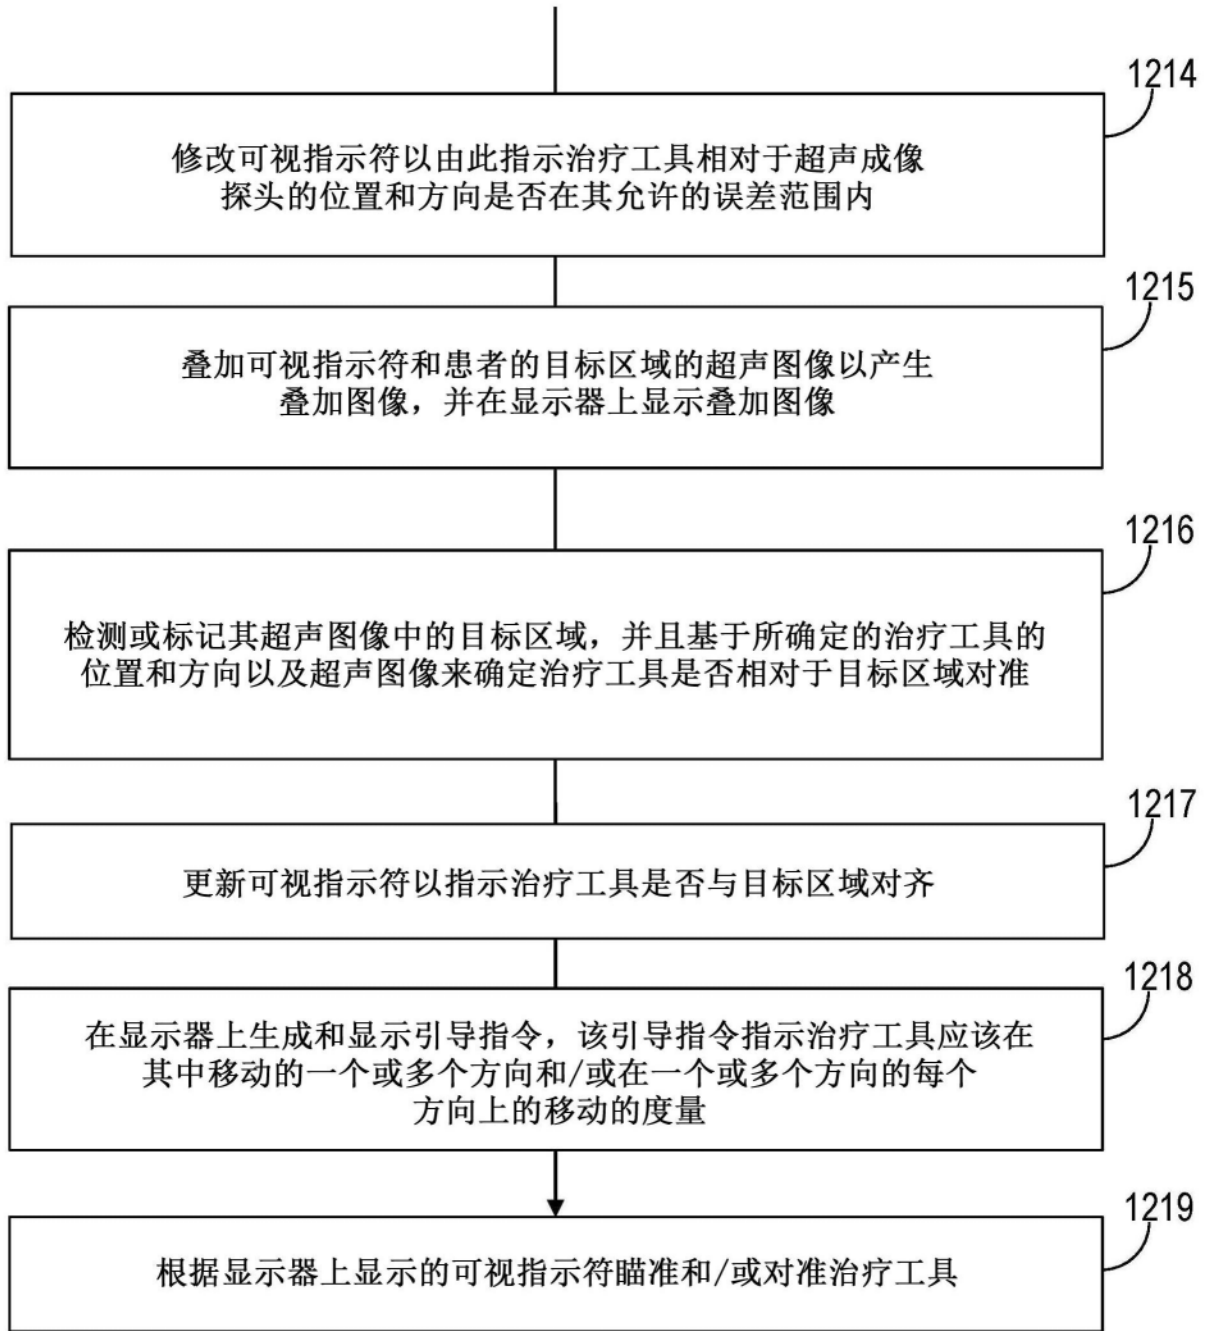 1214
修改可视指示符以由此指示治疗工具相对于超声成像
探头的位置和方向是否在其允许的误差范围内
1215
叠加可视指示符和患者的目标区域的超声图像以产生
叠加图像，并在显示器上显示叠加图像
1216
检测或标记其超声图像中的目标区域，并且基于所确定的治疗工具的
位置和方向以及超声图像来确定治疗工具是否相对于目标区域对准
1217
更新可视指示符以指示治疗工具是否与目标区域对齐
1218
在显示器上生成和显示引导指令，该引导指令指示治疗工具应该在
其中移动的一个或多个方向和/或在一个或多个方向的每个
方向上的移动的度量
1219
根据显示器上显示的可视指示符瞄准和/或对准治疗工具